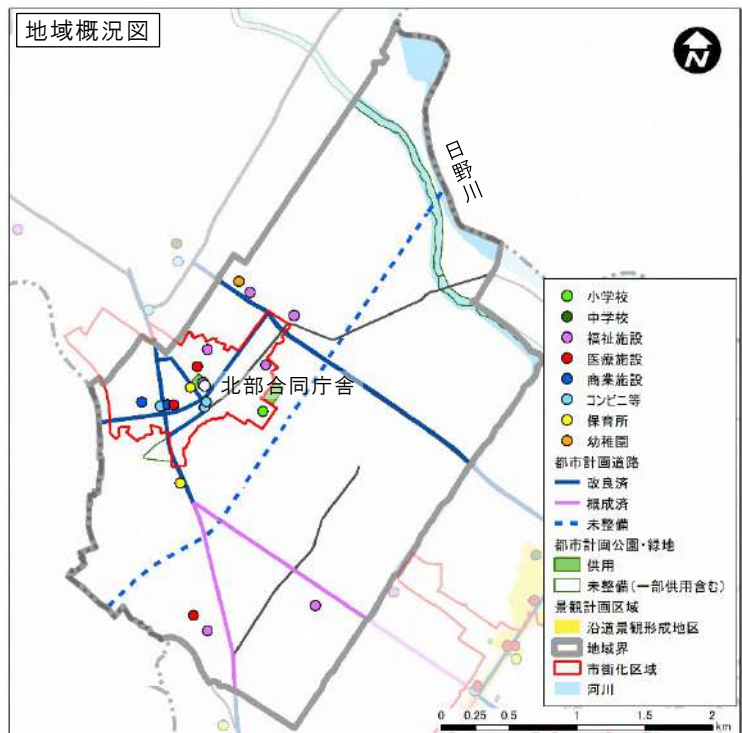 地域概況図
N
日野川
北部合同庁舎
小学校
中学校
福祉施設
医療施設
商業施設
コンビニ等
保育所
幼稚園
都市計画道路
改良済
概成済
未整備
都市計画公園・緑地
供用
未整備(一部供用含む)
景観計画区域
沿道景観形成地区
地域界
市街化区域
河川
0 0.25 0.5 1 1.5 2
km